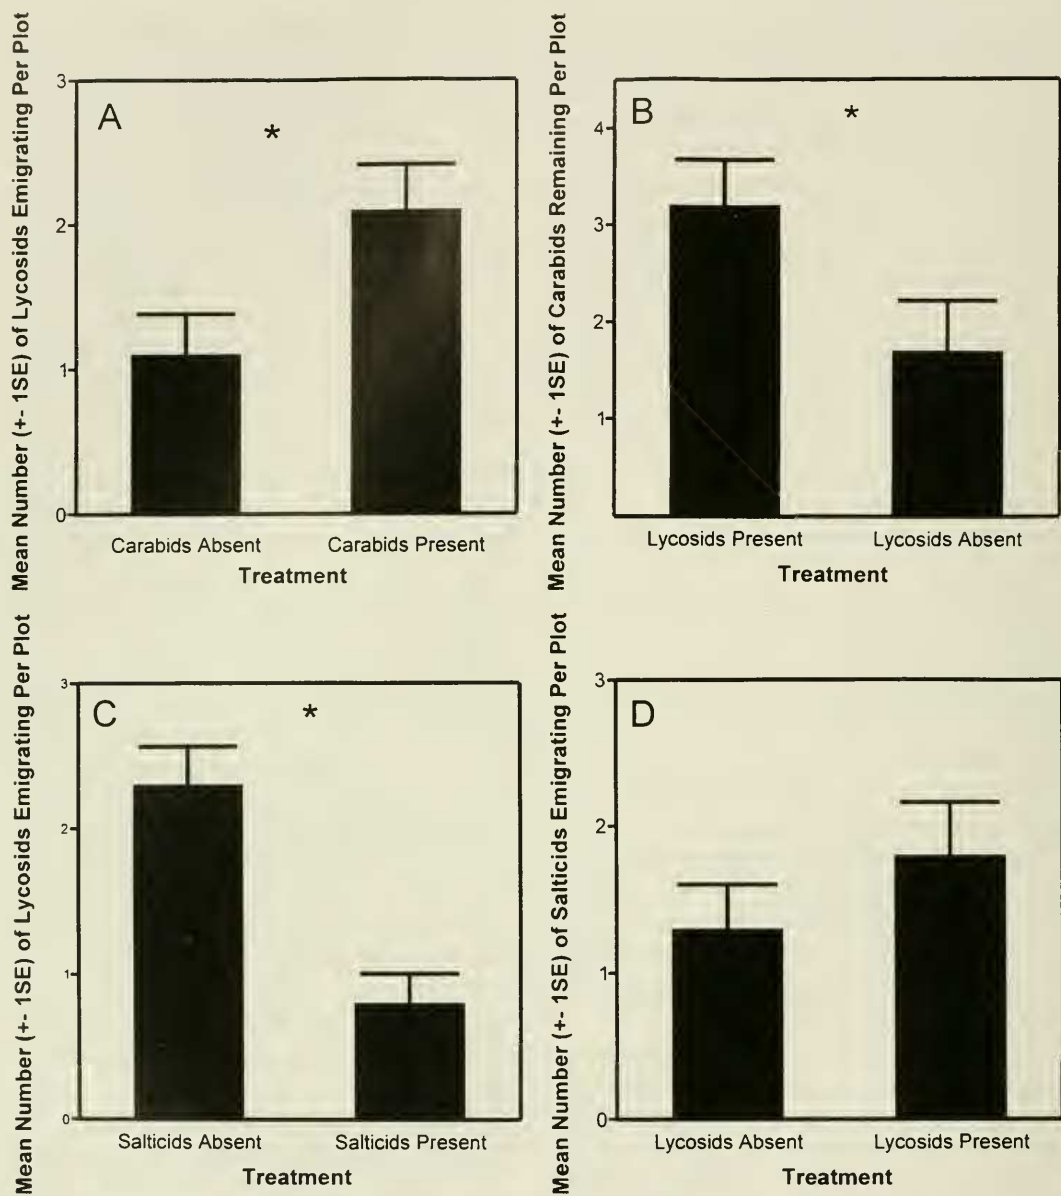 Mean Number (+- 1SE) of Lycosids Emigrating Per Plot
A
*
3
2
1
0
Carabids Absent
Carabids Present
Treatment
Mean Number (+- 1SE) of Carabids Remaining Per Plot
B
*
4
3
2
1
Lycosids Present
Lycosids Absent
Treatment
Mean Number (+- 1SE) of Lycosids Emigrating Per Plot
C
*
3
2
1
0
Salticids Absent
Salticids Present
Treatment
Mean Number (+- 1SE) of Salticids Emigrating Per Plot
D
3
2
1
0
Lycosids Absent
Lycosids Present
Treatment